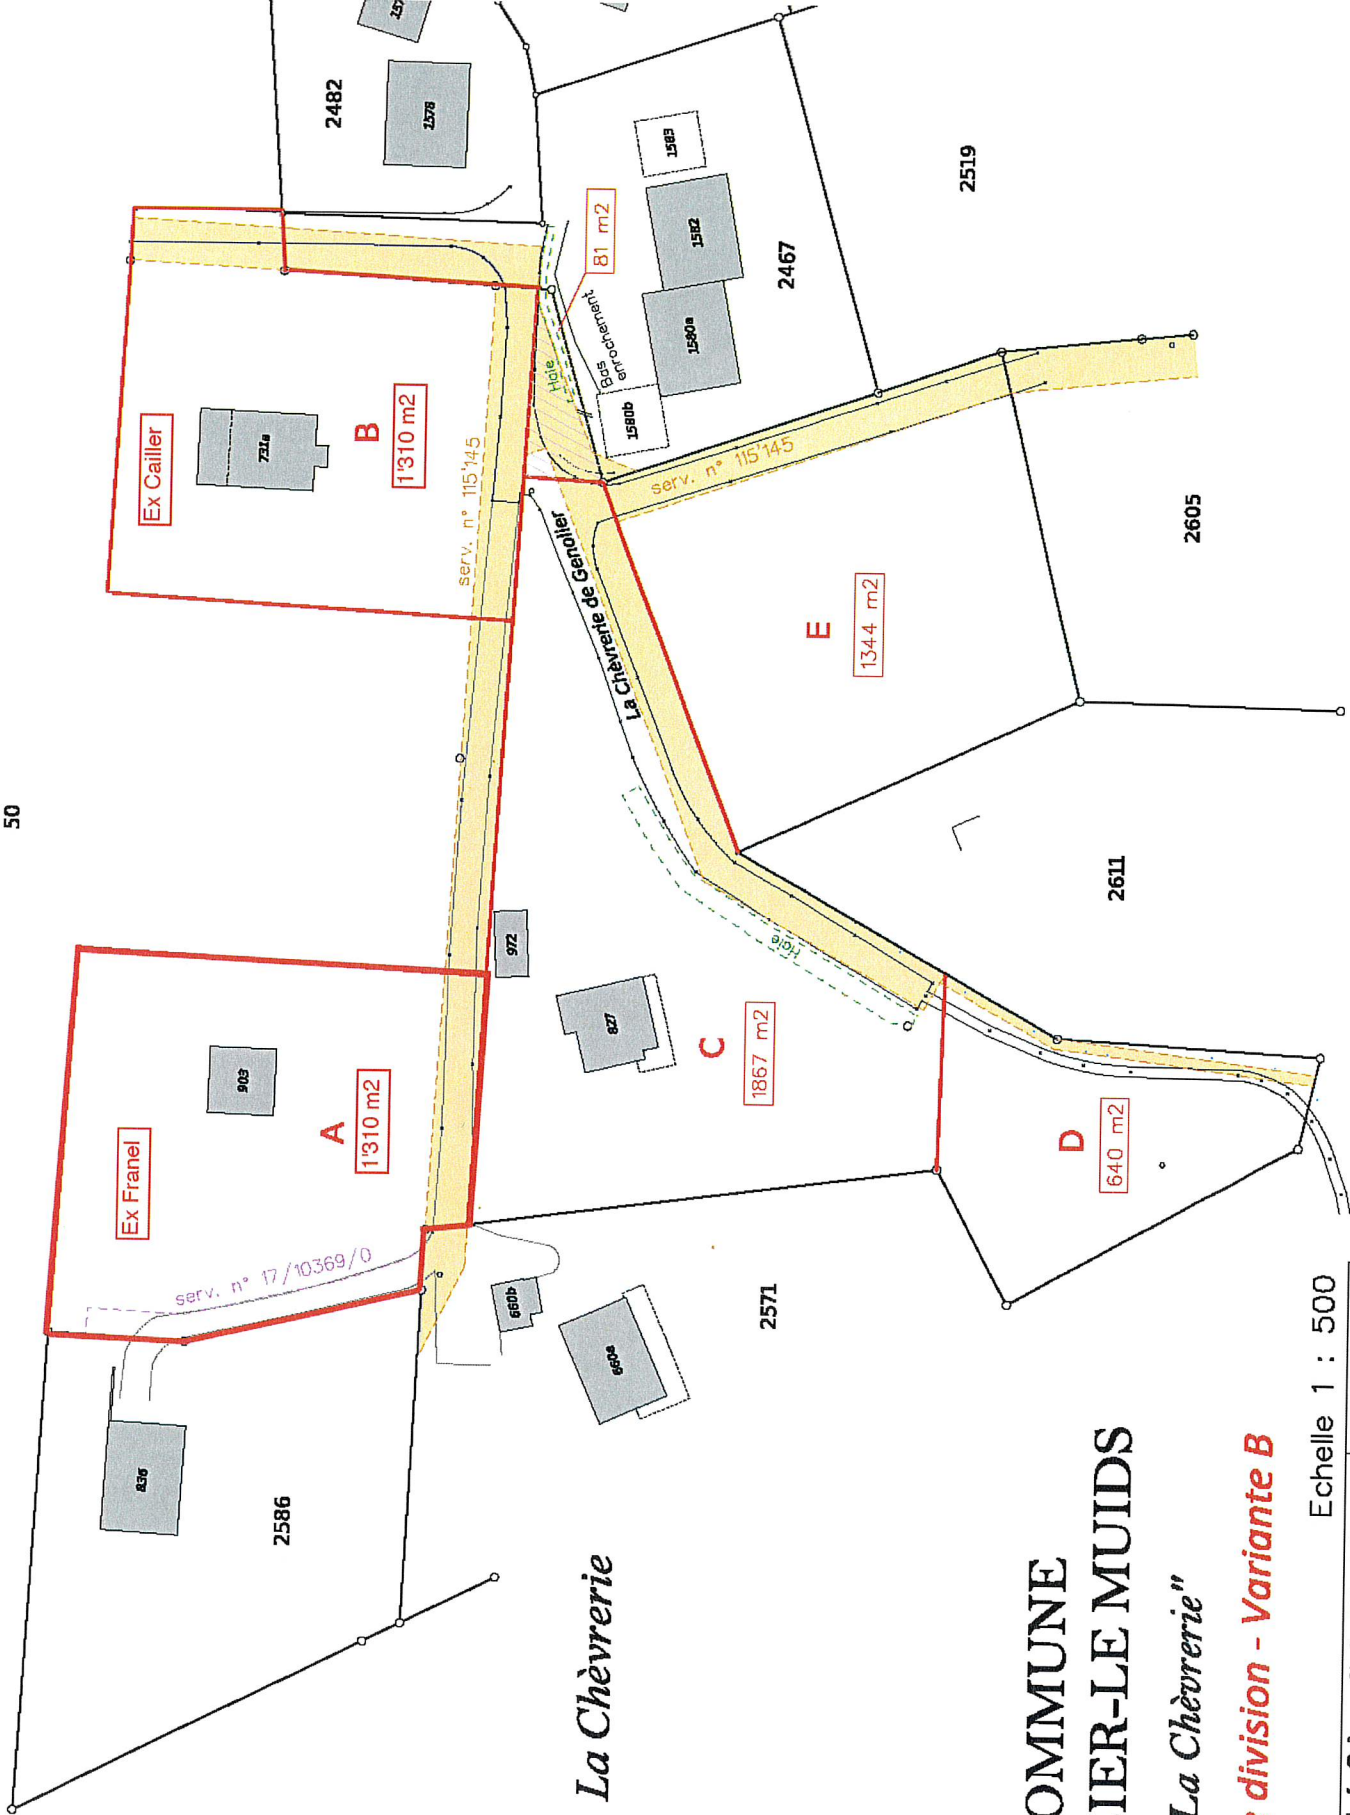 50
Ex Franel
903
A
1'310 m2
serv. n° 17/10369/0
836
2586
Ex Cailler
731a
B
1'310 m2
serv. n° 115'145
2482
1578
81 m2
1583
1582
1580a
1580b
2467
2519
Haie
Bas
enrochement
serv. n° 115'145
La Chèvrerie de Genolier
972
827
C
1867 m2
Haie
E
1344 m2
2605
2611
D
640 m2
660b
660a
2571
La Chèvrerie
OMMUNE
IER-LE MUIDS
La Chèvrerie"
division - Variante B
Echelle 1 : 500